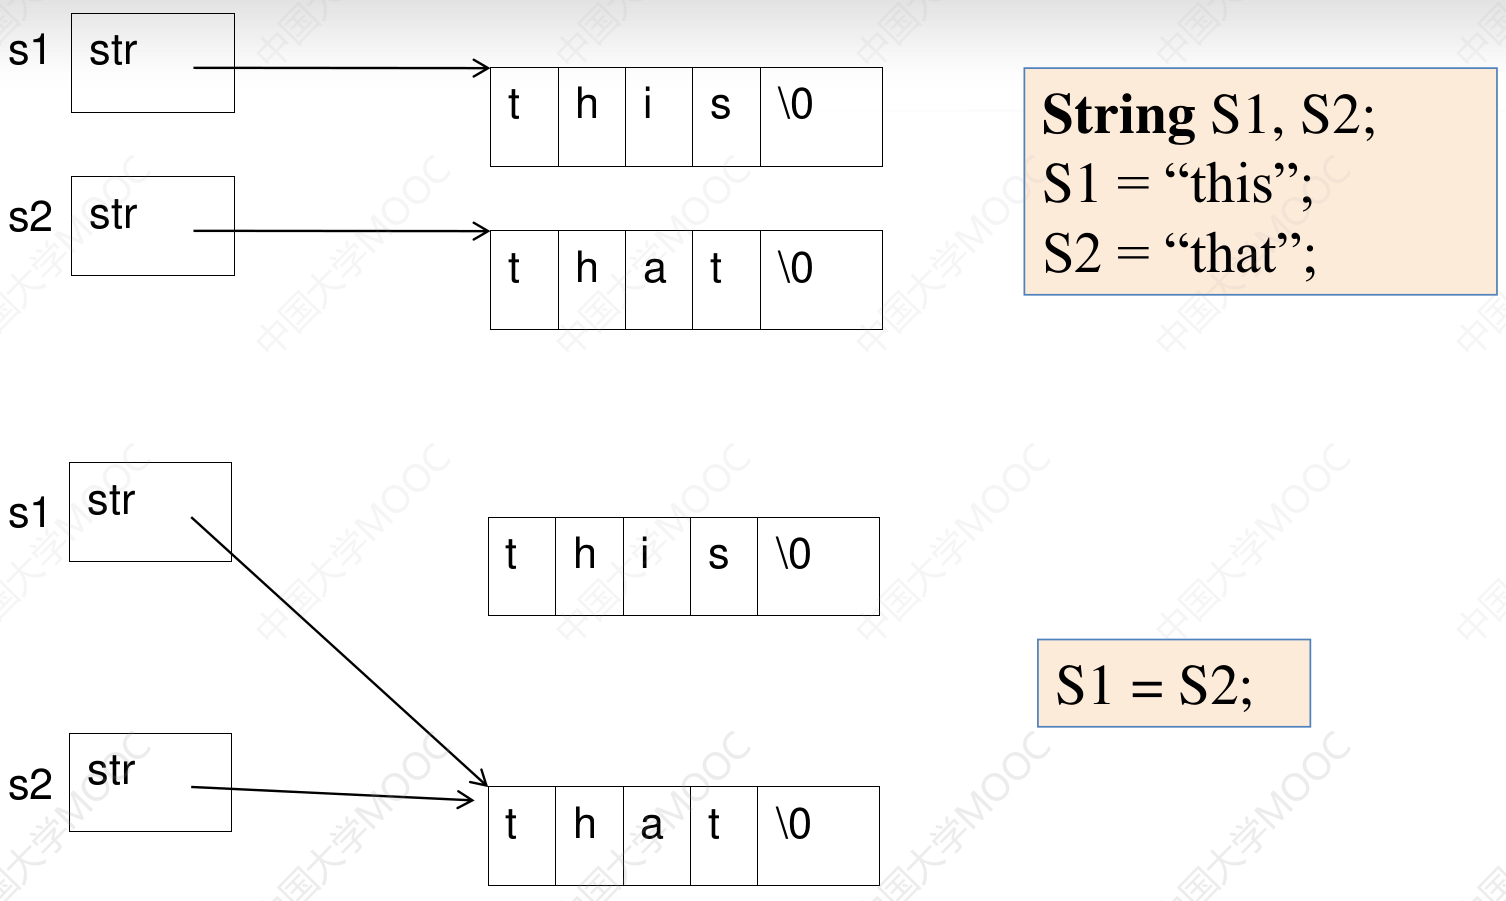 s1 str
t h i s \0
s2 str
t h a t \0
String S1, S2;
S1 = “this”;
S2 = “that”;
s1 str
t h i s \0
s2 str
t h a t \0
S1 = S2;
中国大学MOOC